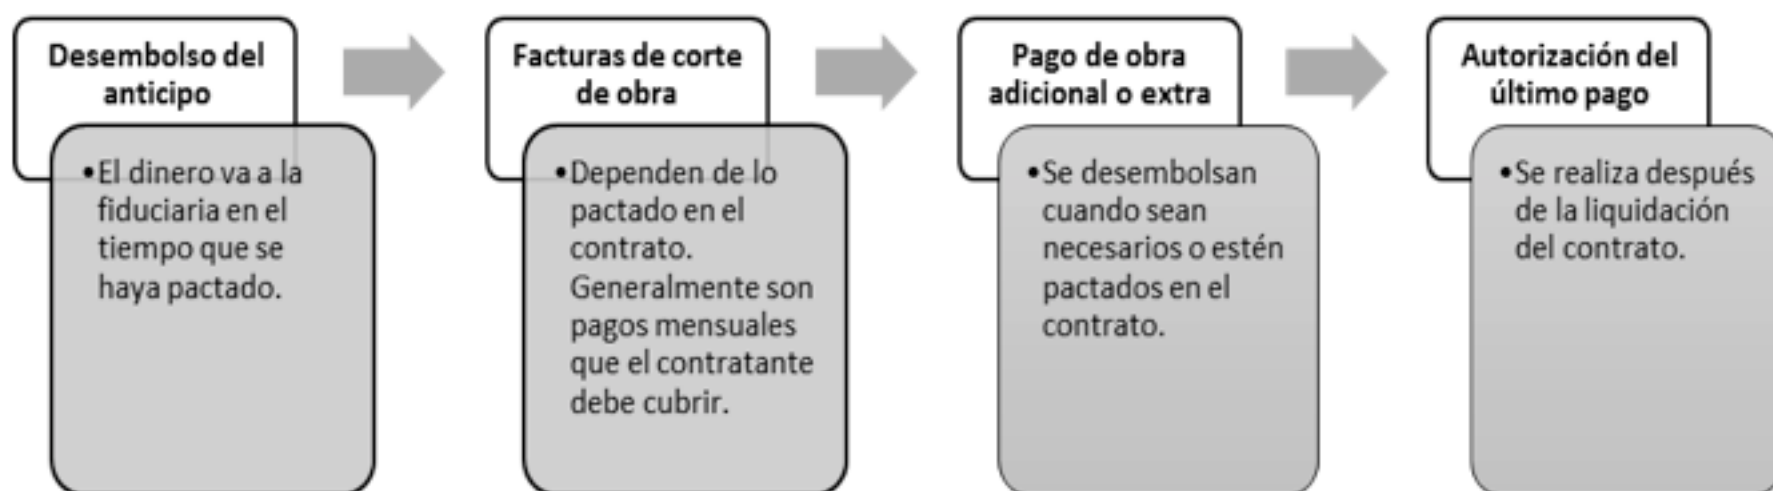 Desembolso del
anticipo
•El dinero va a la
fiduciaria en el
tiempo que se
haya pactado.
Facturas de corte
de obra
•Dependen de lo
pactado en el
contrato.
Generalmente son
pagos mensuales
que el contratante
debe cubrir.
Pago de obra
adicional o extra
•Se desembolsan
cuando sean
necesarios o estén
pactados en el
contrato.
Autorización del
último pago
•Se realiza después
de la liquidación
del contrato.